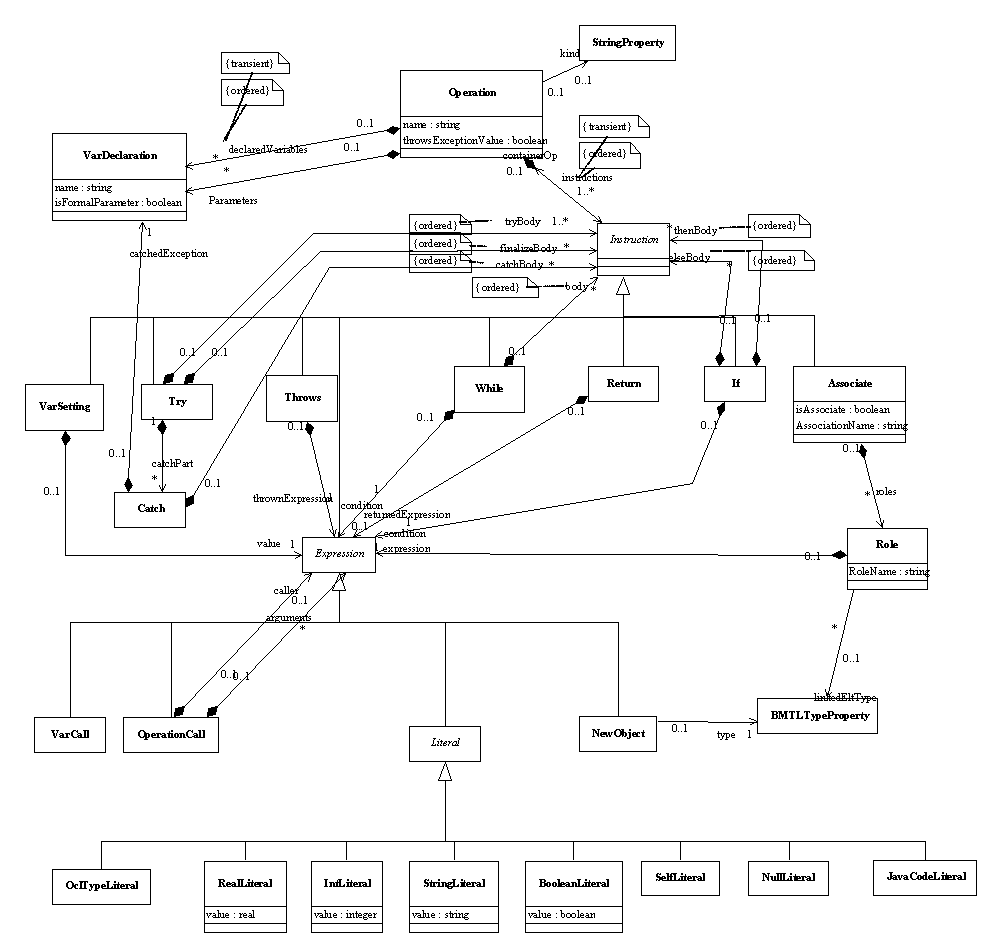 StringProperty
kind
0..1
0..1
{transient}
{ordered}
Operation
name : string
throwsExceptionValue : boolean
0..1
declaredVariables
*
0..1
*
Parameters
VarDeclaration
name : string
isFormalParameter : boolean
{transient}
{ordered}
containerOp
0..1
instructions
1..*
1
catchedException
{ordered}
tryBody 1..*
{ordered}
finalizeBody *
{ordered}
catchBody *
{ordered}
body *
Instruction
* thenBody
{ordered}
elseBody
*
{ordered}
0..1
0..1
0..1
0..1
0..1
VarSetting
Try
Throws
While
Return
If
Associate
isAssociate : boolean
AssociationName : string
1
catchPart
*
0..1
0..1
0..1
0..1
0..1
0..1
0..1
0..1
Catch
thrownExpression
1
1
condition
returnedExpression
0..1
1
condition
1 expression
* roles
Role
RoleName : string
0..1
value 1
Expression
caller
0..1
arguments
*
0..1
0..1
*
0..1
limitedEltType
BMTLTypeProperty
VarCall
OperationCall
Literal
NewObject
0..1
type 1
OclTypeLiteral
RealLiteral
value : real
IntLiteral
value : integer
StringLiteral
value : string
BooleanLiteral
value : boolean
SelfLiteral
NullLiteral
JavaCodeLiteral